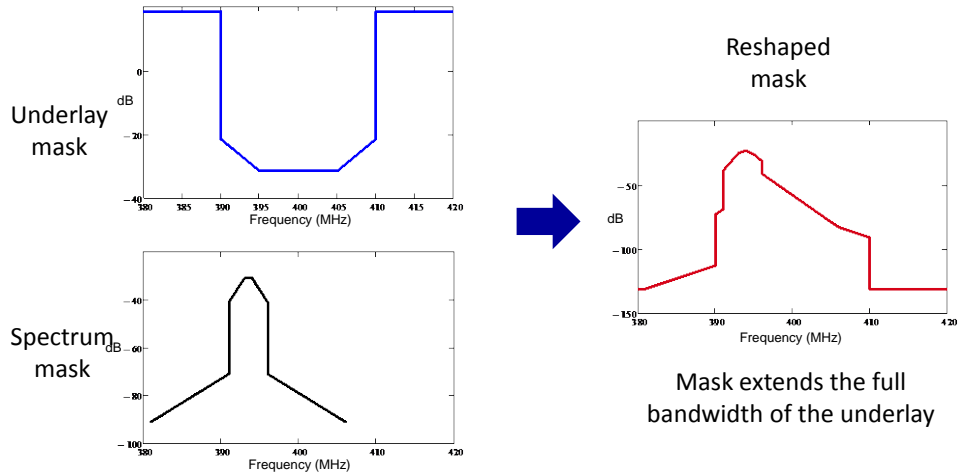 Underlay
mask
0
dB
−20
−40
380 385 390 395 400 405 410 415 420
Frequency (MHz)
Spectrum
mask
−40
dB
−60
−80
−100
380 390 400 410 420
Frequency (MHz)
Reshaped
mask
−50
dB
−100
−150
380 390 400 410 420
Frequency (MHz)
Mask extends the full
bandwidth of the underlay